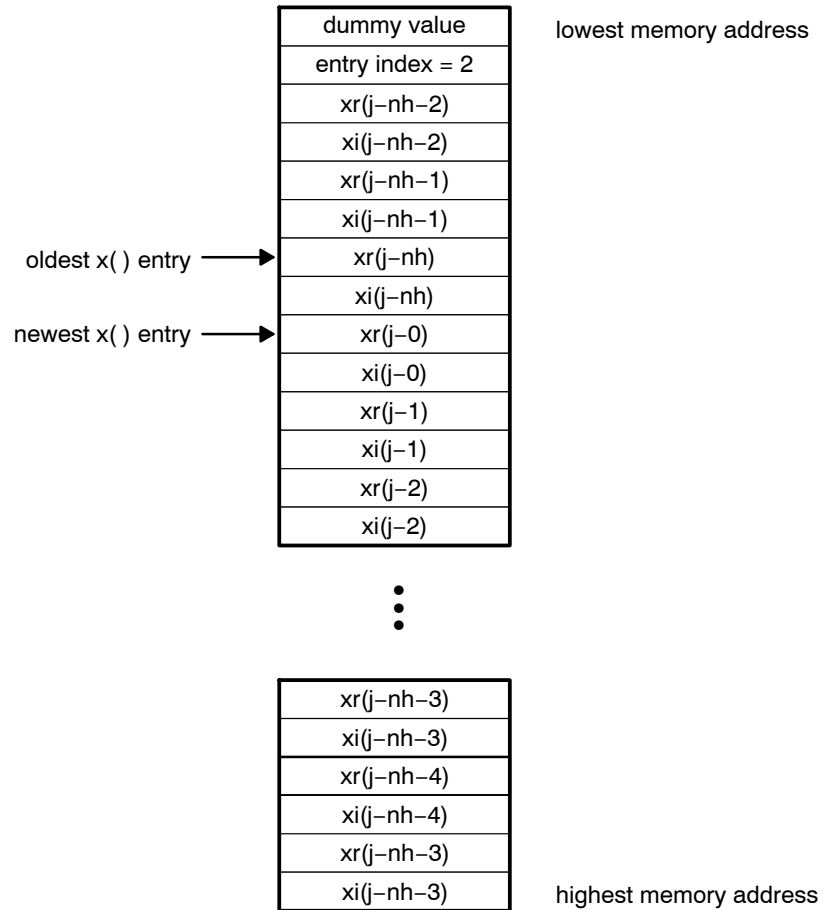 dummy value
lowest memory address
entry index = 2
xr(j−nh−2)
xi(j−nh−2)
xr(j−nh−1)
xi(j−nh−1)
oldest x( ) entry
xr(j−nh)
xi(j−nh)
newest x( ) entry
xr(j−0)
xi(j−0)
xr(j−1)
xi(j−1)
xr(j−2)
xi(j−2)
xr(j−nh−3)
xi(j−nh−3)
xr(j−nh−4)
xi(j−nh−4)
xr(j−nh−3)
xi(j−nh−3)
highest memory address